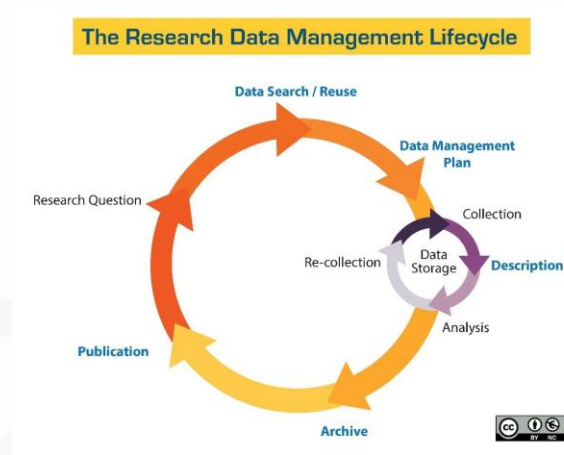 The Research Data Management Lifecycle
Data Search / Reuse
Data Management
Plan
Research Question
Collection
Data
Storage
Re-collection
Description
Analysis
Publication
Archive
cc
BY NC